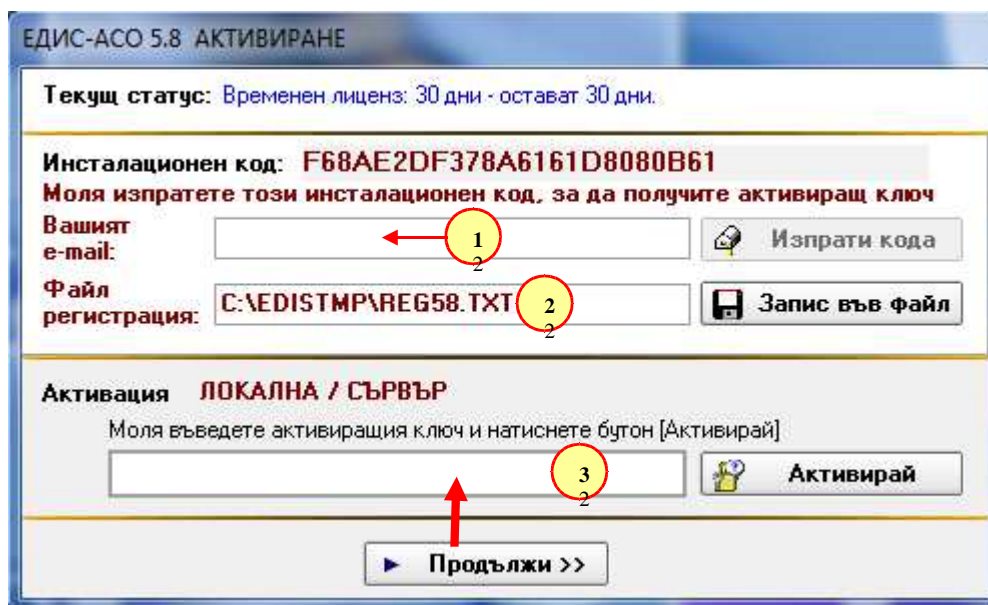 ЕДИС-АСО 5.8 АКТИВИРАНЕ
Текущ статус: Временен лиценз: 30 дни - остават 30 дни.
Инсталационен код: F68AE2DF378A6161D8080B61
Моля изпратете този инсталационен код, за да получите активиращ ключ
Вашият
e-mail:
1
2
Изпрати кода
Файл
регистрация:
C:\EDISTMP\REG58.TXT
2
2
Запис във файл
Активация ЛОКАЛНА / СЪРВЪР
Моля въведете активиращия ключ и натиснете бутон [Активирай]
3
2
Активирай
Продължи >>